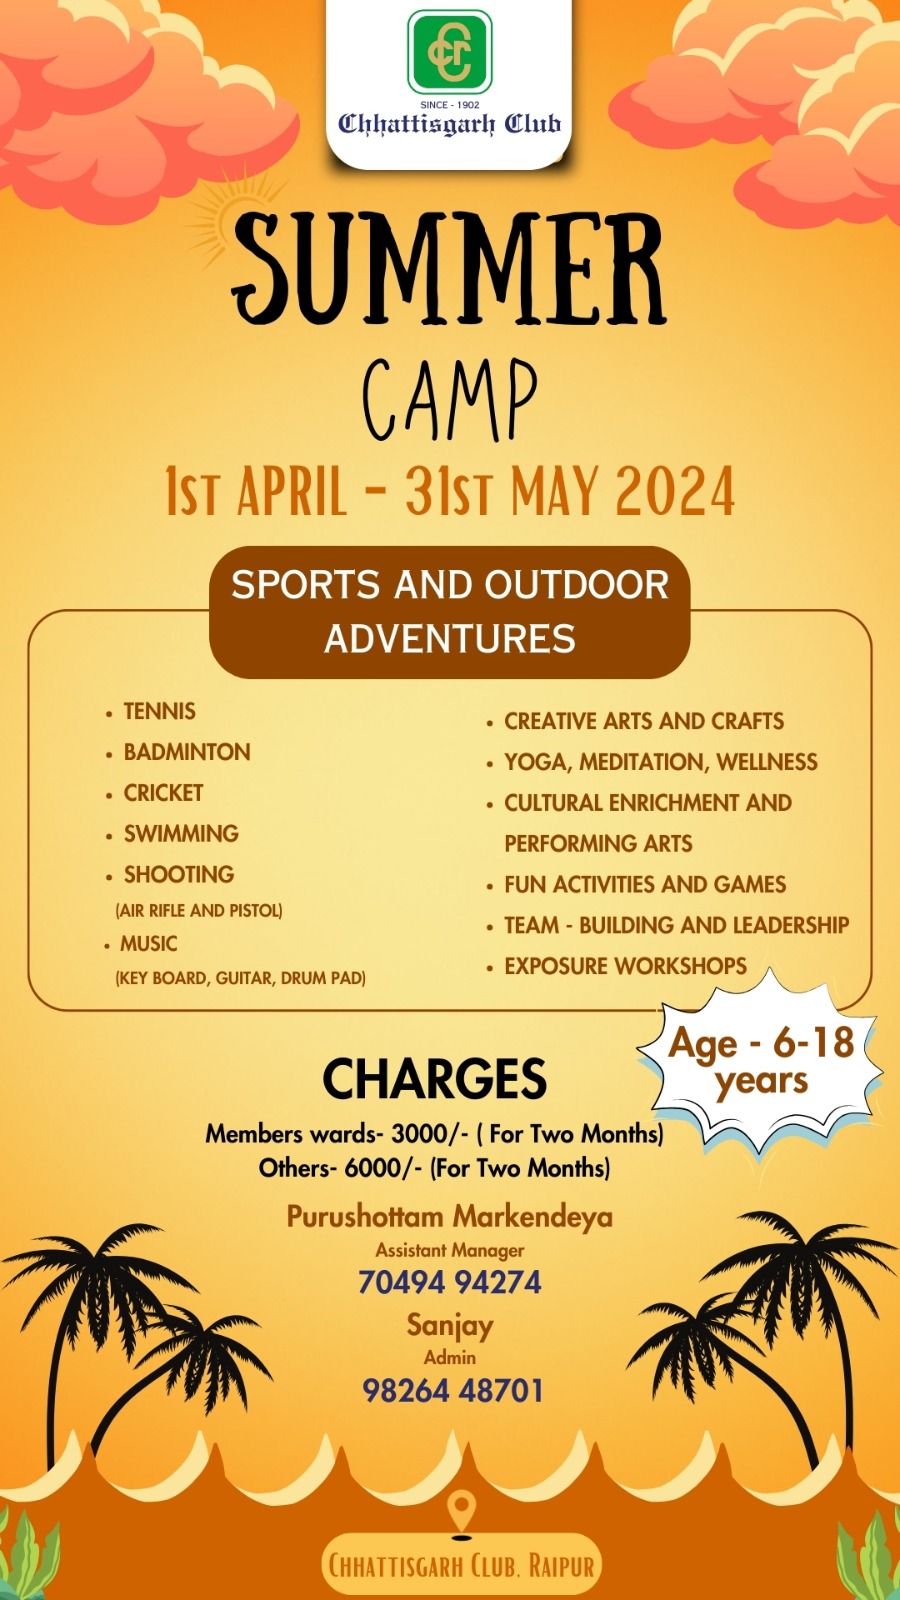 SINCE - 1902
Chhattisgarh Club
SUMMER
CAMP
1ST APRIL - 31ST MAY 2024
SPORTS AND OUTDOOR
ADVENTURES
• TENNIS
• BADMINTON
• CRICKET
• SWIMMING
• SHOOTING
(AIR RIFLE AND PISTOL)
• MUSIC
(KEY BOARD, GUITAR, DRUM PAD)
• CREATIVE ARTS AND CRAFTS
• YOGA, MEDITATION, WELLNESS
• CULTURAL ENRICHMENT AND
PERFORMING ARTS
• FUN ACTIVITIES AND GAMES
• TEAM - BUILDING AND LEADERSHIP
• EXPOSURE WORKSHOPS
Age - 6-18
years
CHARGES
Members wards- 3000/- ( For Two Months)
Others- 6000/- (For Two Months)
Purushottam Markendeya
Assistant Manager
70494 94274
Sanjay
Admin
98264 48701
CHHATTISGARH CLUB, RAIPUR